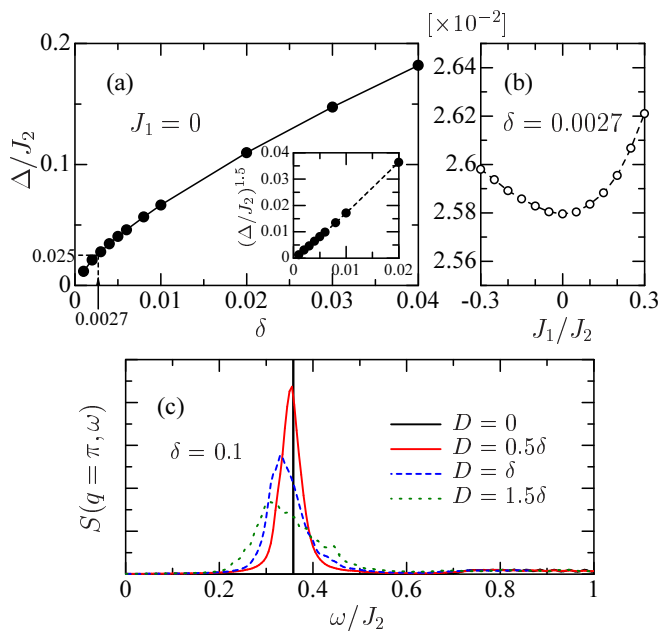 [×10⁻²]
0.2
(a)
J₁ = 0
0.1
Δ/J₂
0.025
0
0.0027
0.01
0.02
0.03
0.04
δ
0.04
0.03
0.02
0.01
0
(Δ/J₂)^1.5
0
0.01
0.02
(b)
δ = 0.0027
2.64
2.62
2.6
2.58
2.56
-0.3
0
0.3
J₁/J₂
(c)
δ = 0.1
S(q = π, ω)
D = 0
D = 0.5δ
D = δ
D = 1.5δ
0
0.2
0.4
0.6
0.8
1
ω/J₂